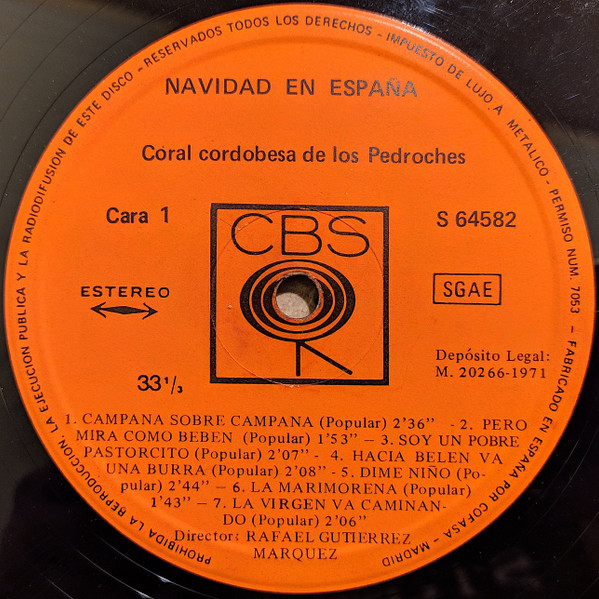 PROHIBIDA LA REPRODUCCION, LA EJECUCION PUBLICA Y LA RADIODIFUSION DE ESTE DISCO - RESERVADOS TODOS LOS DERECHOS - IMPUESTO DE LUJO A METALICO - PERMISO NUM. 7053 - FABRICADO EN ESPAÑA POR COFASA - MADRID
NAVIDAD EN ESPAÑA
Coral cordobesa de los Pedroches
Cara 1
CBS
S 64582
ESTEREO
SGAE
33 1/3
Depósito Legal:
M. 20266-1971
1. CAMPANA SOBRE CAMPANA (Popular) 2'36" - 2. PERO
MIRA COMO BEBEN (Popular) 1'53" – 3. SOY UN POBRE
PASTORCITO (Popular) 2'07" - 4. HACIA BELEN VA
UNA BURRA (Popular) 2'08" - 5. DIME NIÑO (Po-
pular) 2'44" – 6. LA MARIMORENA (Popular)
1'43" – 7. LA VIRGEN VA CAMINAN-
DO (Popular) 2'06"
Director: RAFAEL GUTIERREZ
MARQUEZ